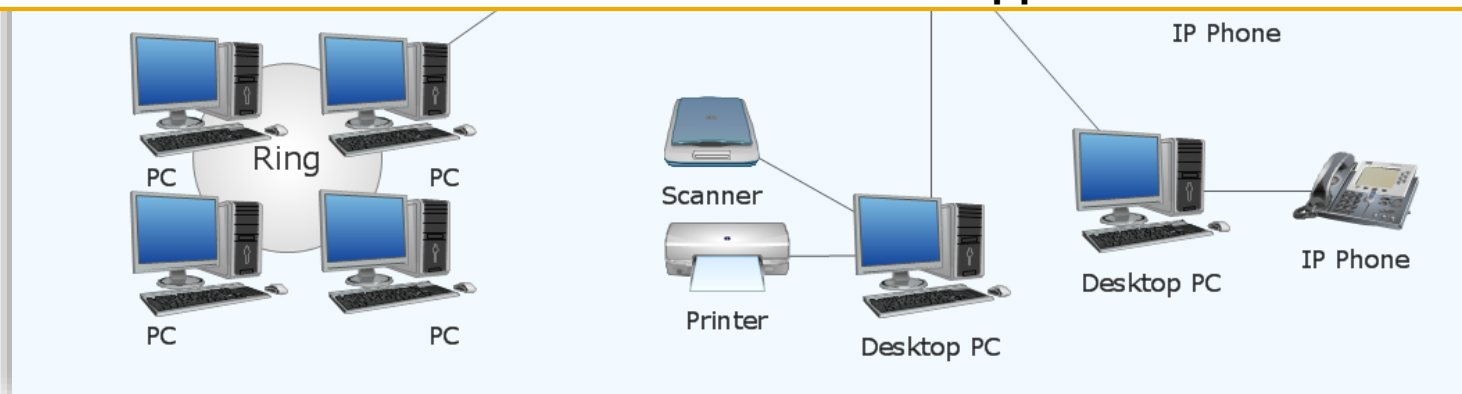 IP Phone
Ring
PC
PC
Scanner
IP Phone
Desktop PC
Printer
PC
PC
Desktop PC